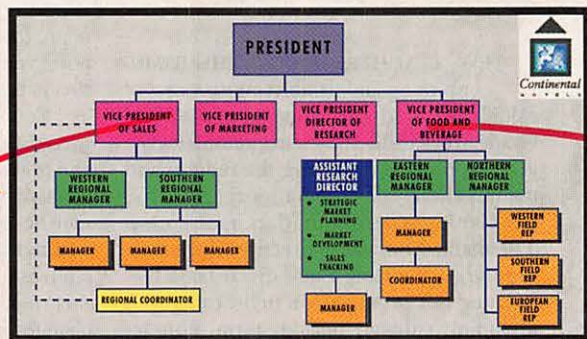 PRESIDENT
Continental
HOTELS
VICE PRESIDENT
OF SALES
VICE PRESIDENT
OF MARKETING
VICE PRESIDENT
DIRECTOR OF
RESEARCH
VICE PRESIDENT
OF FOOD AND
BEVERAGE
WESTERN
REGIONAL
MANAGER
SOUTHERN
REGIONAL
MANAGER
ASSISTANT
RESEARCH
DIRECTOR
• STRATEGIC
MARKET
PLANNING
• MARKET
DEVELOPMENT
• SALES
TRACKING
EASTERN
REGIONAL
MANAGER
NORTHERN
REGIONAL
MANAGER
MANAGER
MANAGER
MANAGER
REGIONAL COORDINATOR
MANAGER
MANAGER
COORDINATOR
WESTERN
FIELD
REP
SOUTHERN
FIELD
REP
EUROPEAN
FIELD
REP